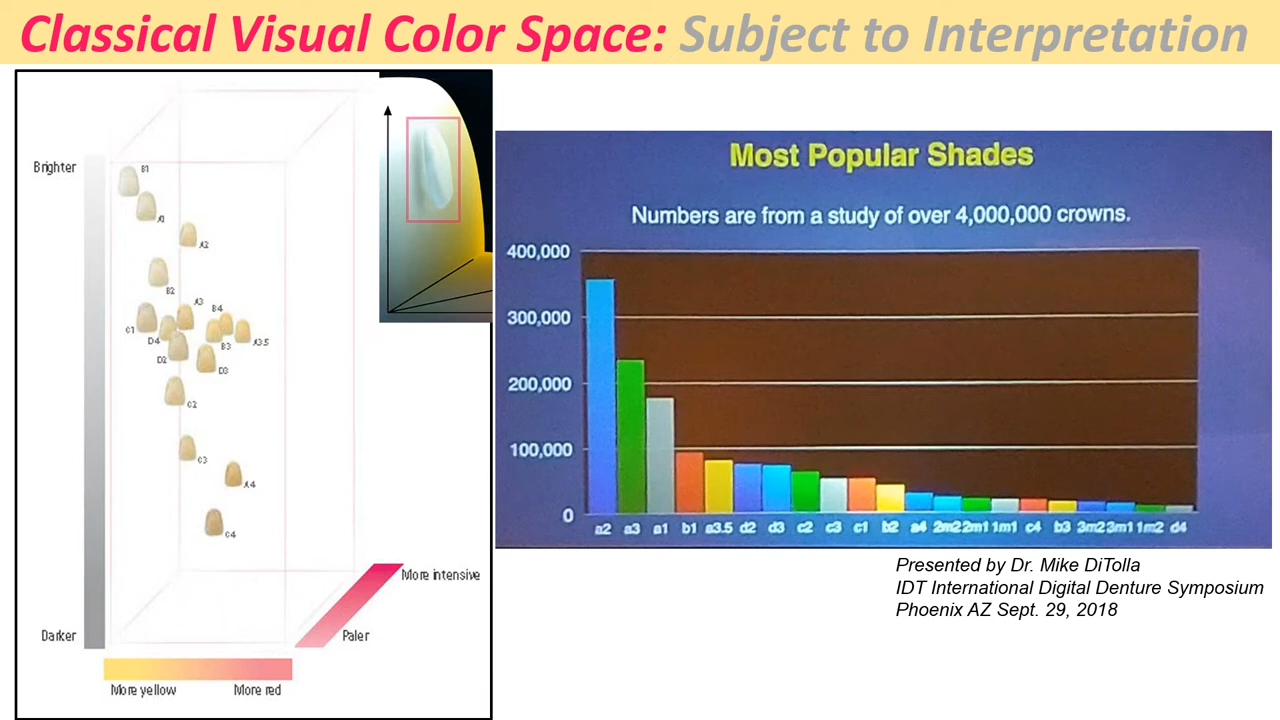 Classical Visual Color Space: Subject to Interpretation
Brighter
B1
A1
A2
B2
A3
B4
C1
D4
B3
A3.5
D2
D3
C2
C3
A4
C4
More intensive
Darker
Paler
More yellow
More red
Most Popular Shades
Numbers are from a study of over 4,000,000 crowns.
400,000
300,000
200,000
100,000
0
a2 a3 a1 b1 a3.5 d2 d3 c2 c3 c1 b2 a4 2m2 2m1 1m1 c4 b3 3m2 3m1 1m2 d4
Presented by Dr. Mike DiTolla
IDT International Digital Denture Symposium
Phoenix AZ Sept. 29, 2018